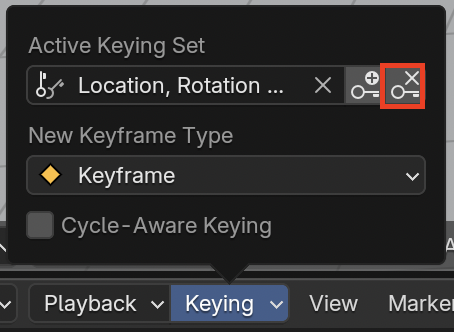 Active Keying Set
Location, Rotation ...
New Keyframe Type
Keyframe
Cycle-Aware Keying
Playback Keying View Marker